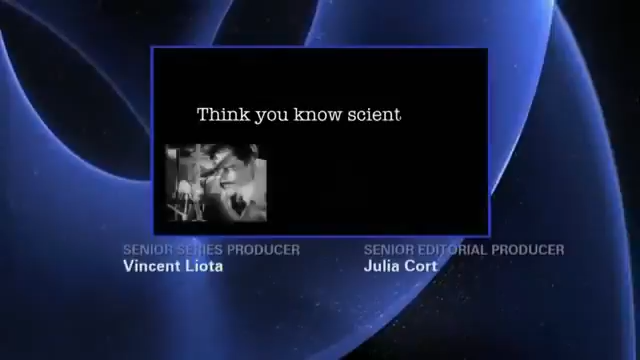 Think you know scient
SENIOR SERIES PRODUCER
Vincent Liota
SENIOR EDITORIAL PRODUCER
Julia Cort